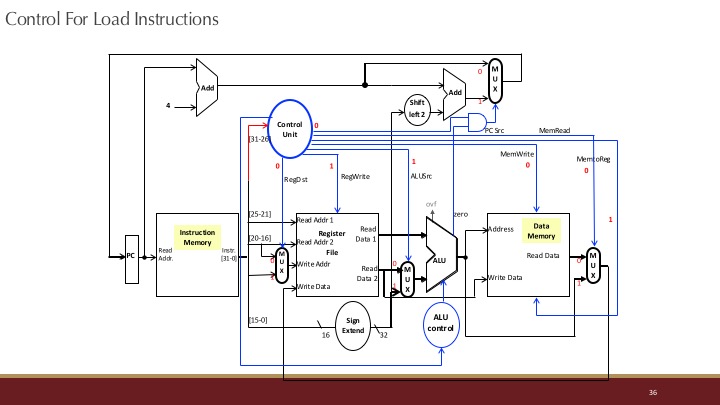 Control For Load Instructions
Add
4
Add
Shift
left 2
0
M
U
X
1
PC Src
Control
Unit
0
[31-26]
MemRead
MemWrite
0
MemtoReg
0
1
0
RegDst
1
RegWrite
1
ALUSrc
ovf
zero
[25-21]
[20-16]
[15-0]
PC
Instruction
Memory
Read
Addr.
Instr.
[31-0]
0
M
U
X
1
Read Addr 1
Read Addr 2
Write Addr
Write Data
Register
File
Read
Data 1
Read
Data 2
0
M
U
X
1
ALU
Address
Data
Memory
Read Data
Write Data
0
M
U
X
1
Sign
Extend
16
32
ALU
control
36